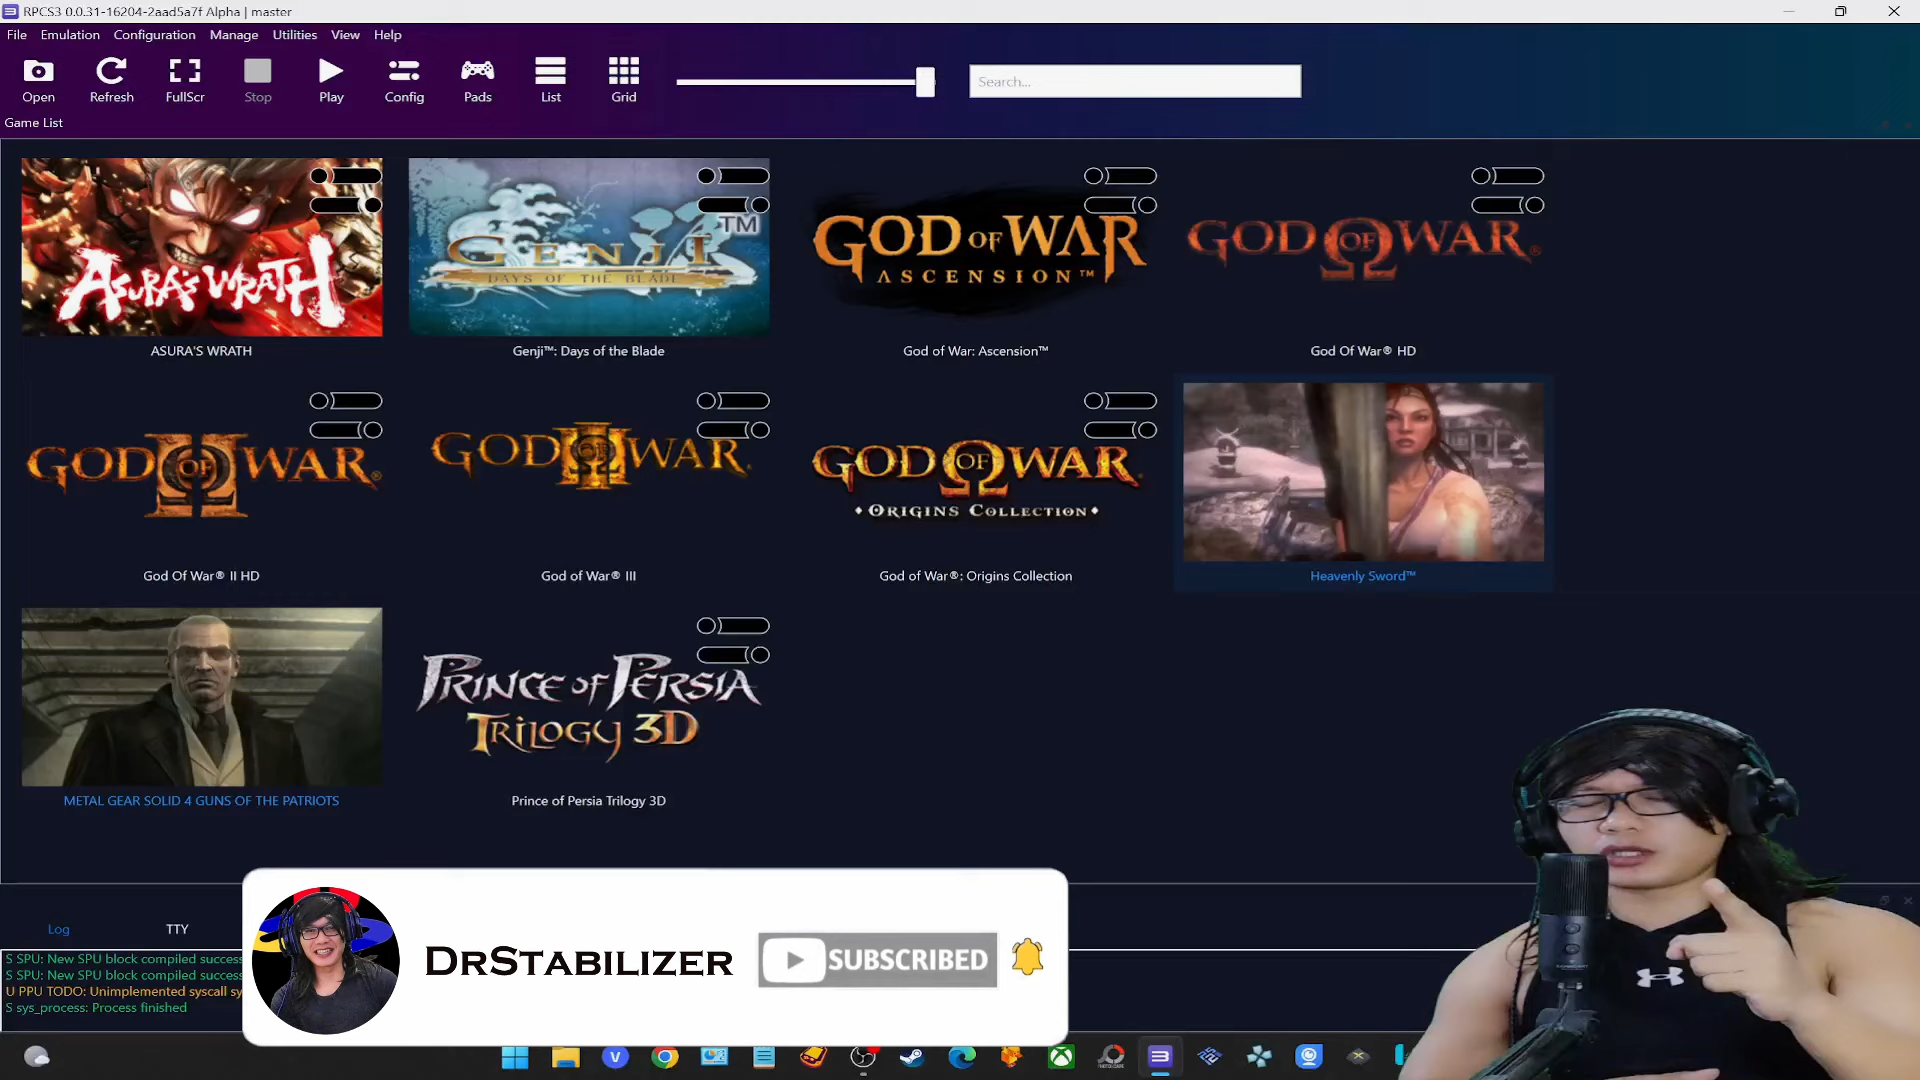 RPCS3 0.0.31-16204-2aad5a7f Alpha | master
File Emulation Configuration Manage Utilities View Help
Open Refresh FullScr Stop Play Config Pads List Grid Search...
Game List
ASURA'S WRATH
GENJI TM
DAYS OF THE BLADE
GOD OF WAR
ASCENSION™
GOD OF WAR®
ASURA'S WRATH Genji™: Days of the Blade God of War: Ascension™ God Of War® HD
GOD OF WAR®
GOD OF WAR
GOD OF WAR
ORIGINS COLLECTION
God Of War® II HD God of War® III God of War®: Origins Collection Heavenly Sword™
PRINCE OF PERSIA
TRILOGY 3D
METAL GEAR SOLID 4 GUNS OF THE PATRIOTS Prince of Persia Trilogy 3D
Log TTY
S SPU: New SPU block compiled success
S SPU: New SPU block compiled success
U PPU TODO: Unimplemented syscall sy
S sys_process: Process finished
DRSTABILIZER SUBSCRIBED